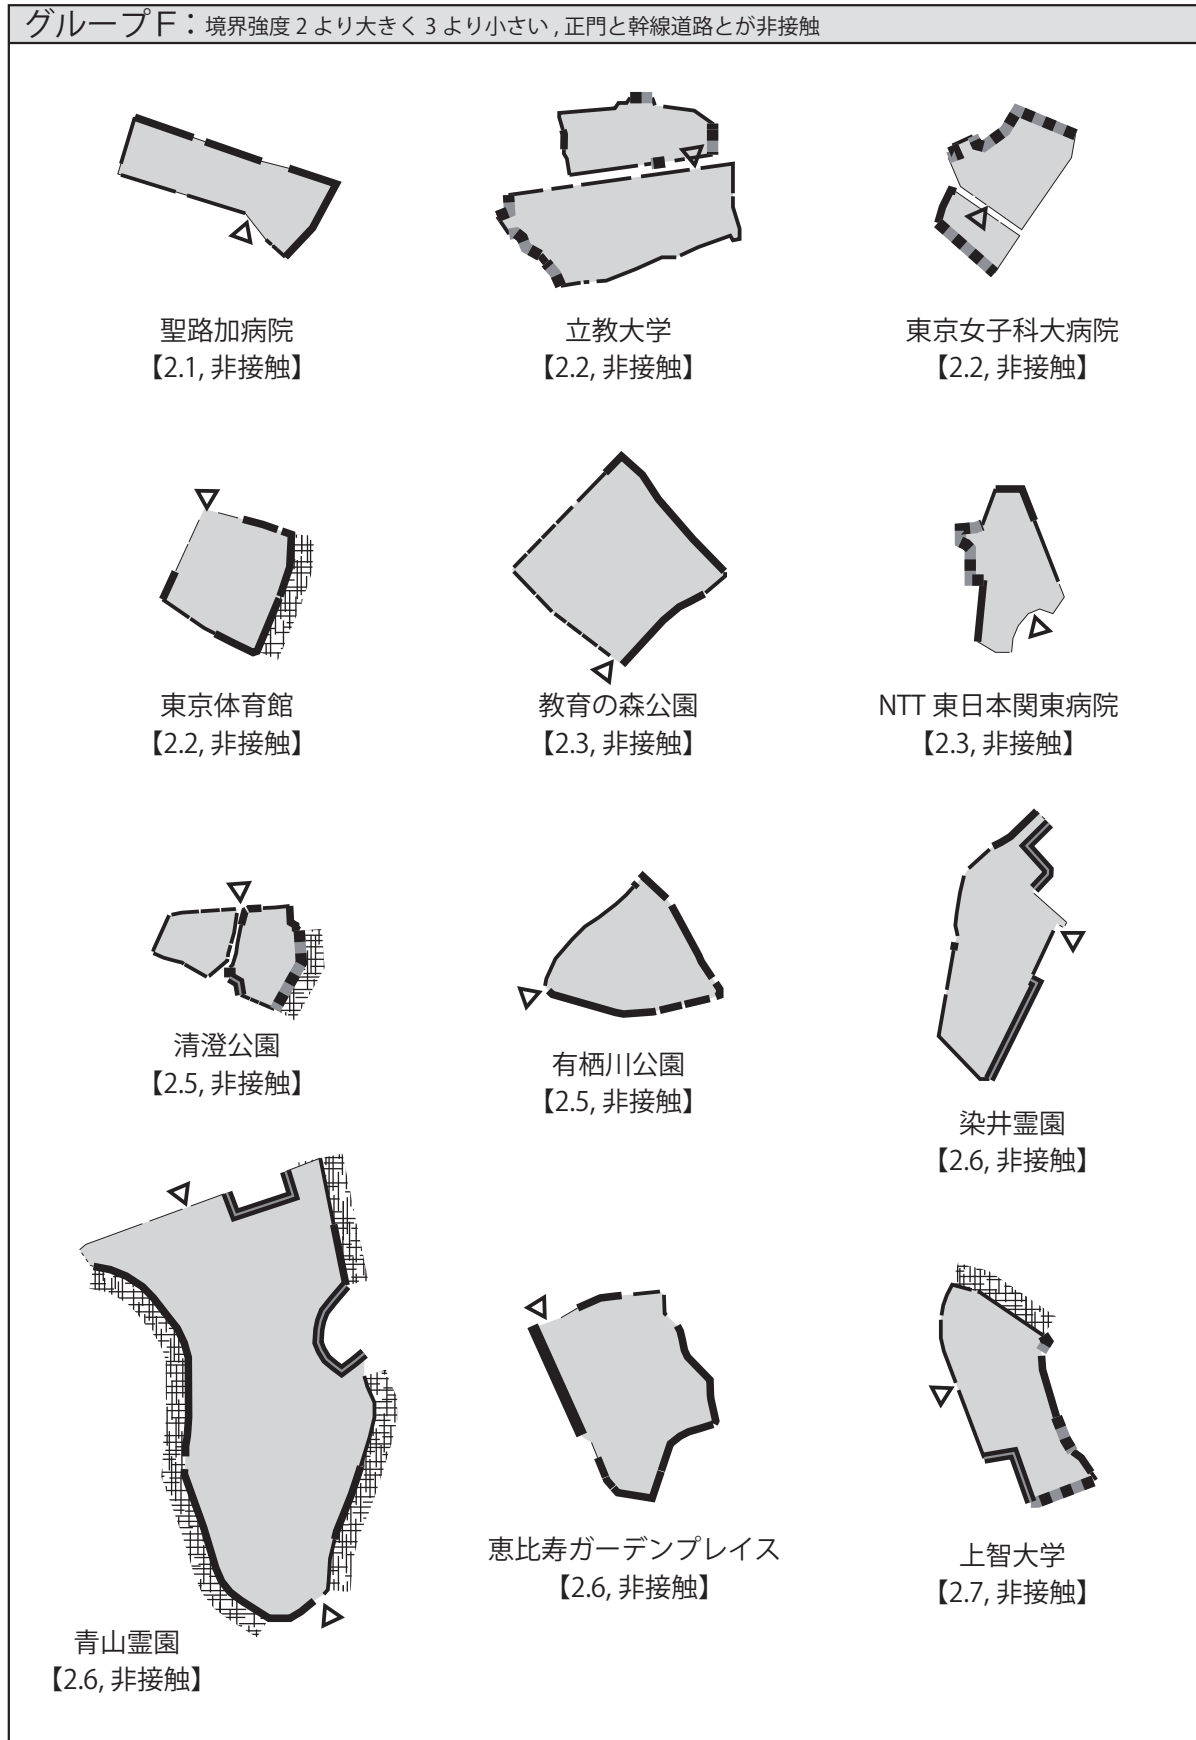 グループF：境界強度2より大きく3より小さい,正門と幹線道路とが非接触
聖路加病院
【2.1, 非接触】
立教大学
【2.2, 非接触】
東京女子科大病院
【2.2, 非接触】
東京体育館
【2.2, 非接触】
教育の森公園
【2.3, 非接触】
NTT 東日本関東病院
【2.3, 非接触】
清澄公園
【2.5, 非接触】
有栖川公園
【2.5, 非接触】
染井霊園
【2.6, 非接触】
青山霊園
【2.6, 非接触】
恵比寿ガーデンプレイス
【2.6, 非接触】
上智大学
【2.7, 非接触】